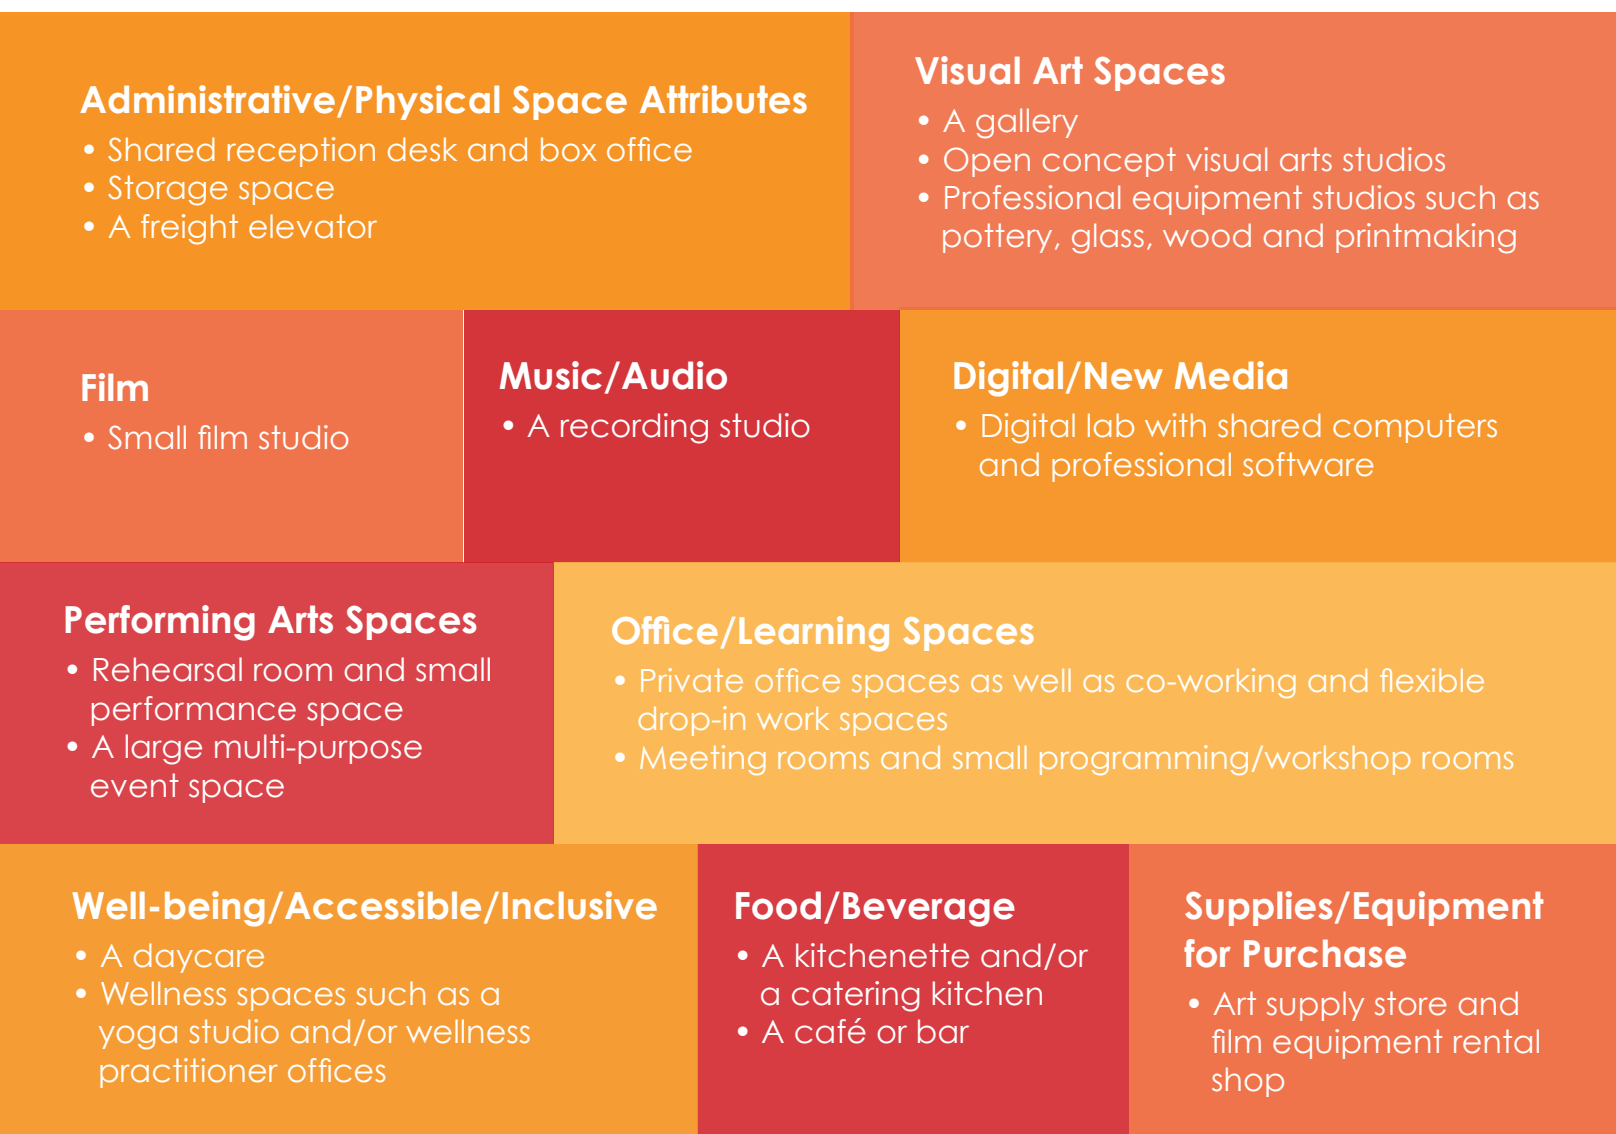 Administrative/Physical Space Attributes
• Shared reception desk and box office
• Storage space
• A freight elevator
Visual Art Spaces
• A gallery
• Open concept visual arts studios
• Professional equipment studios such as
pottery, glass, wood and printmaking
Film
• Small film studio
Music/Audio
• A recording studio
Digital/New Media
• Digital lab with shared computers
and professional software
Performing Arts Spaces
• Rehearsal room and small
performance space
• A large multi-purpose
event space
Office/Learning Spaces
• Private office spaces as well as co-working and flexible
drop-in work spaces
• Meeting rooms and small programming/workshop rooms
Well-being/Accessible/Inclusive
• A daycare
• Wellness spaces such as a
yoga studio and/or wellness
practitioner offices
Food/Beverage
• A kitchenette and/or
a catering kitchen
• A café or bar
Supplies/Equipment
for Purchase
• Art supply store and
film equipment rental
shop